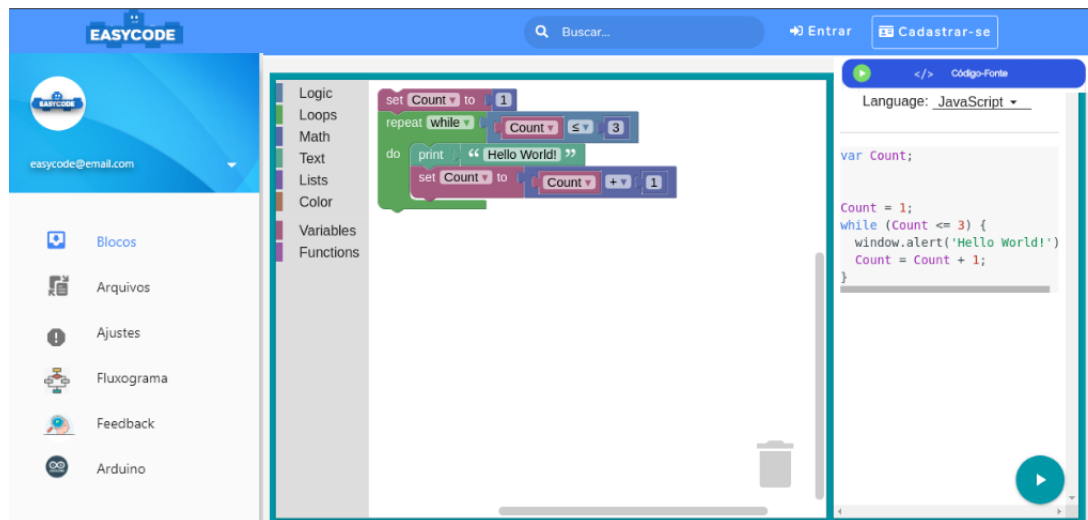 EASYCODE
Buscar...
Entrar
Cadastrar-se
EASYCODE
easycode@email.com
Blocos
Arquivos
Ajustes
Fluxograma
Feedback
Arduino
Logic
Loops
Math
Text
Lists
Color
Variables
Functions
set Count to 1
repeat while Count ≤ 3
do print “ Hello World! ”
set Count to Count + 1
</> Código-Fonte
Language: JavaScript
var Count;
Count = 1;
while (Count <= 3) {
window.alert('Hello World!')
Count = Count + 1;
}